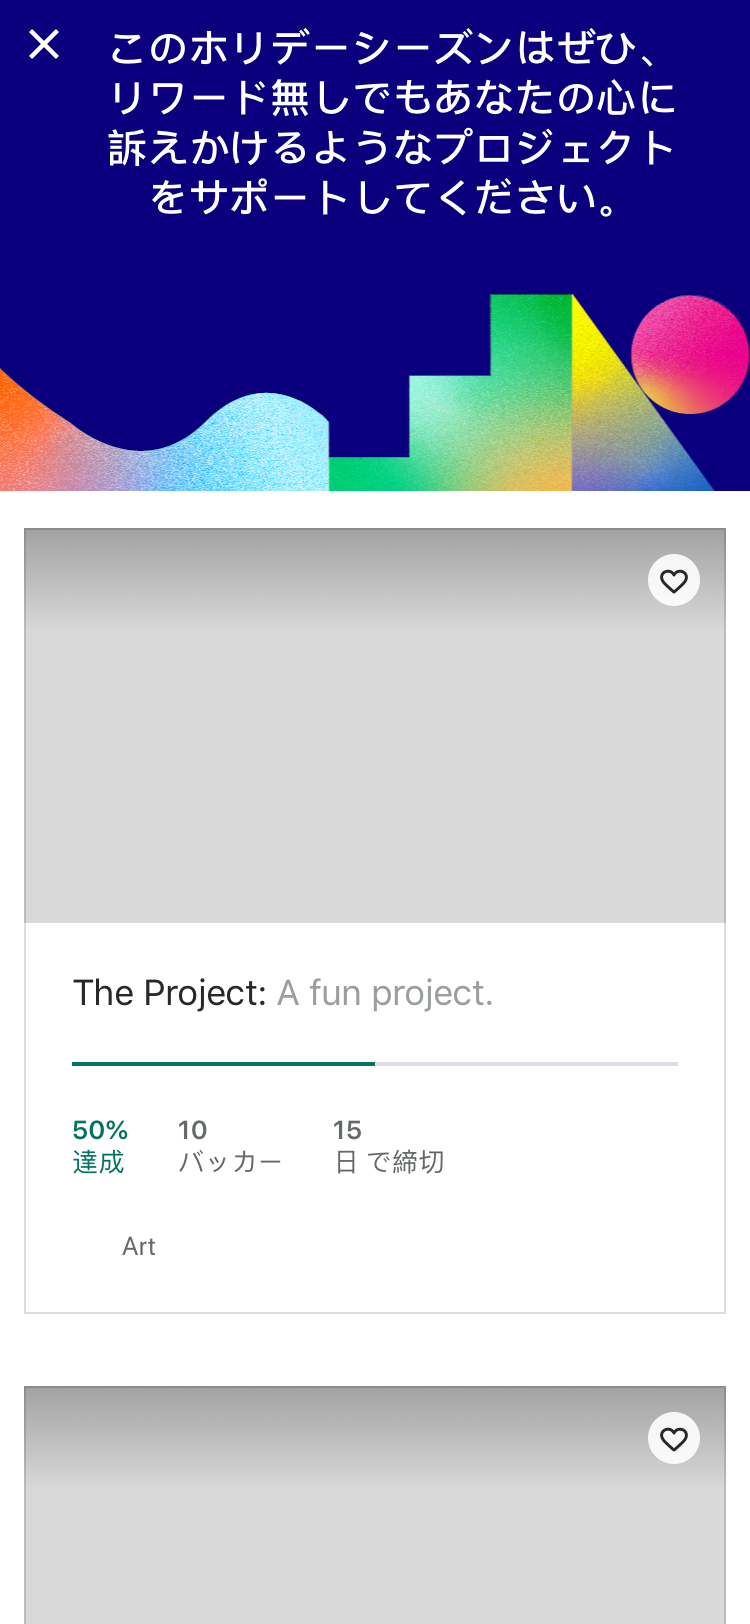 このホリデーシーズンはぜひ、
リワード無しでもあなたの心に
訴えかけるようなプロジェクト
をサポートしてください。
The Project: A fun project.
50% 10 15
達成 バッカー 日 で締切
Art